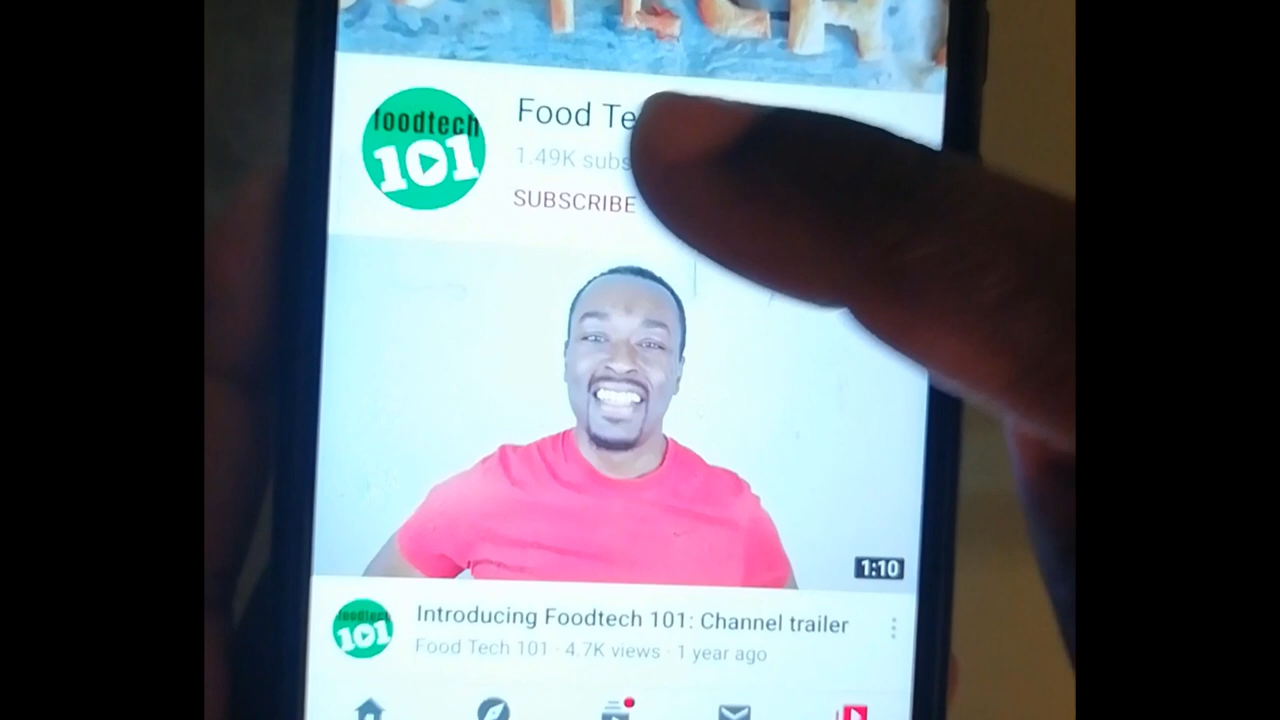 TECH
foodtech
101
Food Te
1.49K subs
SUBSCRIBE
1:10
foodtech
101
Introducing Foodtech 101: Channel trailer
Food Tech 101 · 4.7K views · 1 year ago